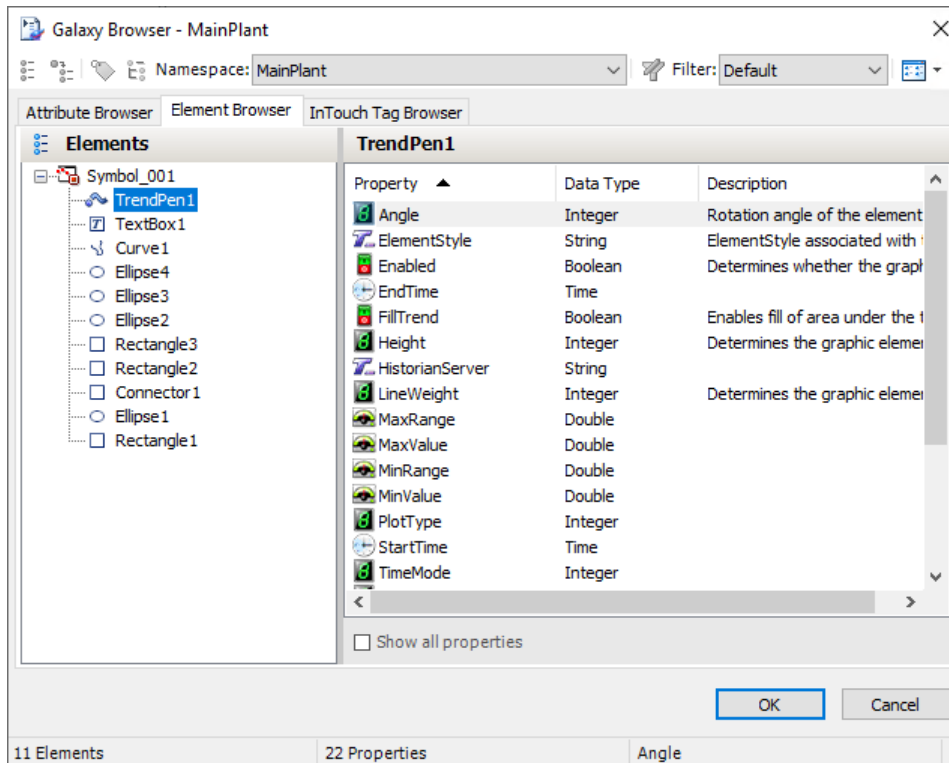 Galaxy Browser - MainPlant
Namespace: MainPlant Filter: Default
Attribute Browser Element Browser InTouch Tag Browser
Elements
Symbol_001
TrendPen1
TextBox1
Curve1
Ellipse4
Ellipse3
Ellipse2
Rectangle3
Rectangle2
Connector1
Ellipse1
Rectangle1
TrendPen1
Property Data Type Description
Angle Integer Rotation angle of the element
ElementStyle String ElementStyle associated with
Enabled Boolean Determines whether the graph
EndTime Time
FillTrend Boolean Enables fill of area under the t
Height Integer Determines the graphic elemen
HistorianServer String
LineWeight Integer Determines the graphic elemen
MaxRange Double
MaxValue Double
MinRange Double
MinValue Double
PlotType Integer
StartTime Time
TimeMode Integer
Show all properties
OK Cancel
11 Elements 22 Properties Angle